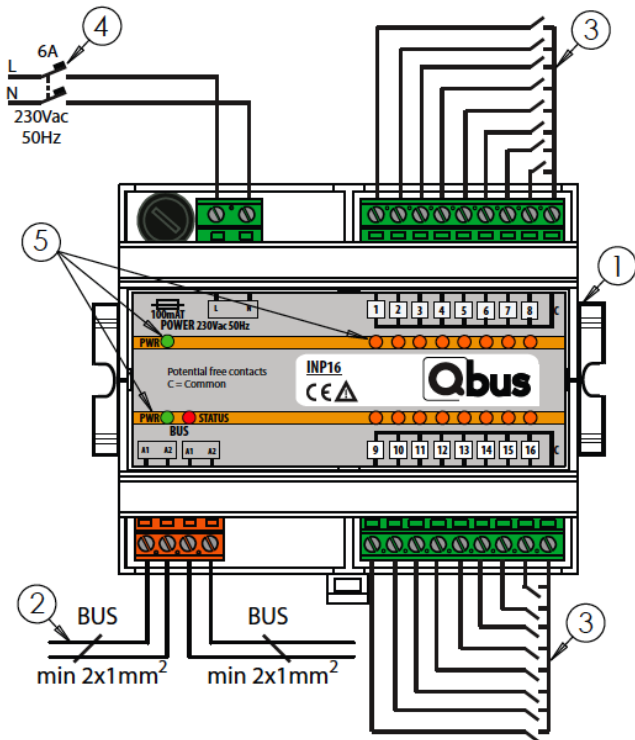 6A
4
3
L
N
230Vac
50Hz
5
1
100mAT
L N
1 2 3 4 5 6 7 8 C
POWER 230Vac 50Hz
PWR
Potential free contacts
C = Common
INP16
CE
Qbus
PWR STATUS
BUS
A1 A2 A1 A2
9 10 11 12 13 14 15 16 C
2
BUS
BUS
3
min 2x1mm²
min 2x1mm²